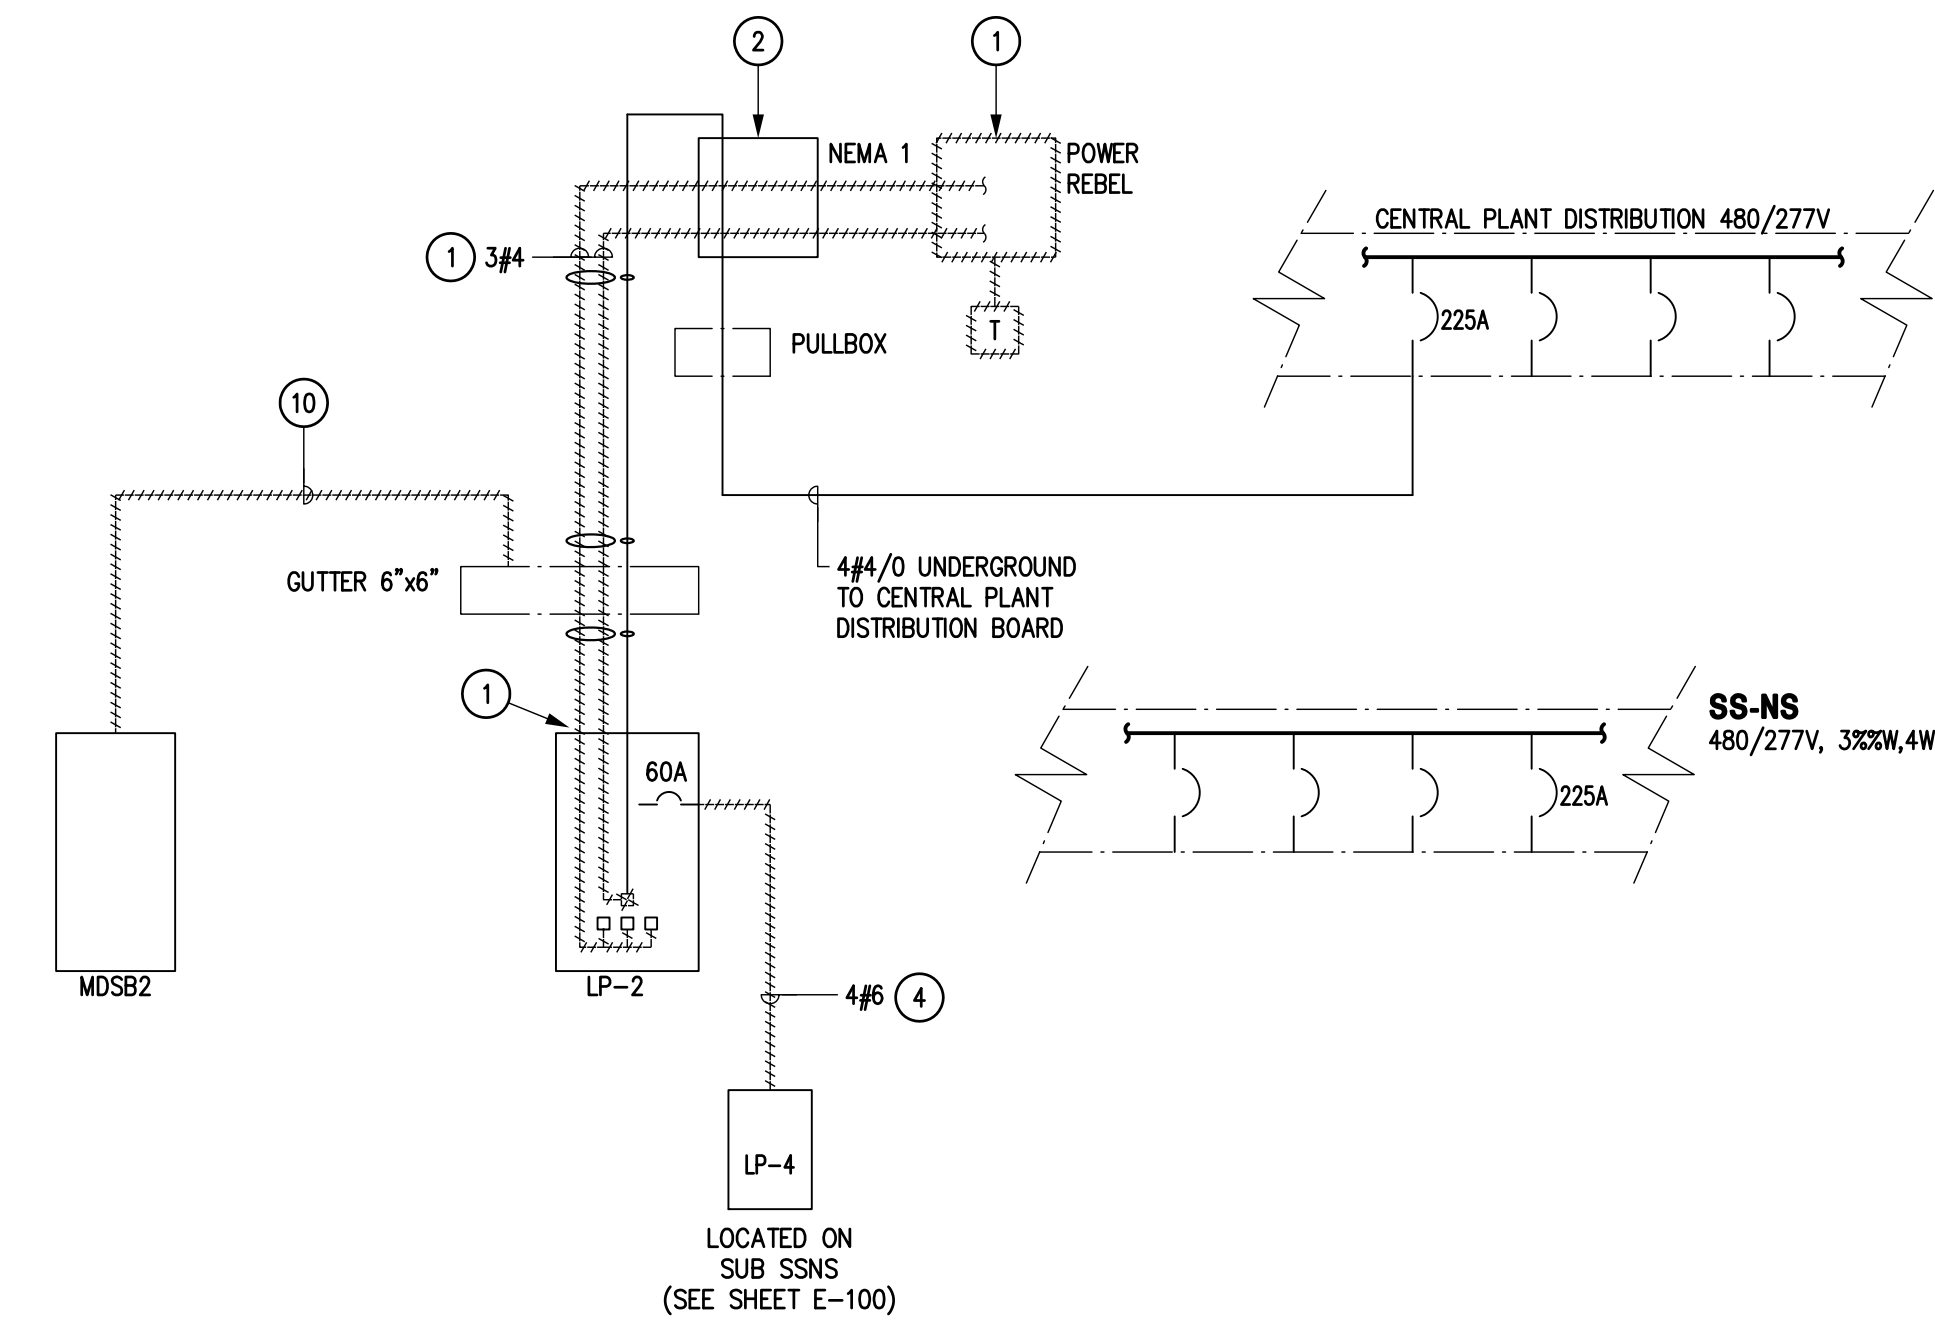 2
1
NEMA 1
POWER
REBEL
CENTRAL PLANT DISTRIBUTION 480/277V
1
3#4
225A
T
PULLBOX
10
GUTTER 6”x6”
4#4/0 UNDERGROUND
TO CENTRAL PLANT
DISTRIBUTION BOARD
1
SS-NS
480/277V, 3%%W,4W
60A
225A
MDSB2
LP-2
4#6
4
LP-4
LOCATED ON
SUB SSNS
(SEE SHEET E-100)